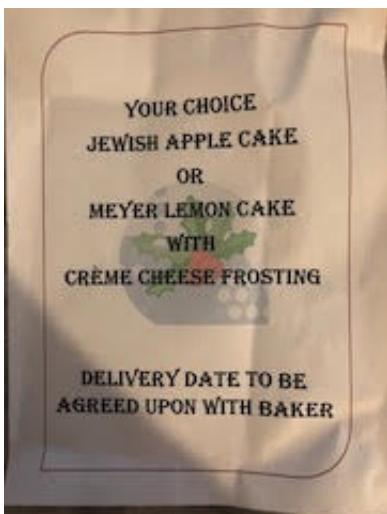 YOUR CHOICE
JEWISH APPLE CAKE
OR
MEYER LEMON CAKE
WITH
CRÈME CHEESE FROSTING
DELIVERY DATE TO BE
AGREED UPON WITH BAKER